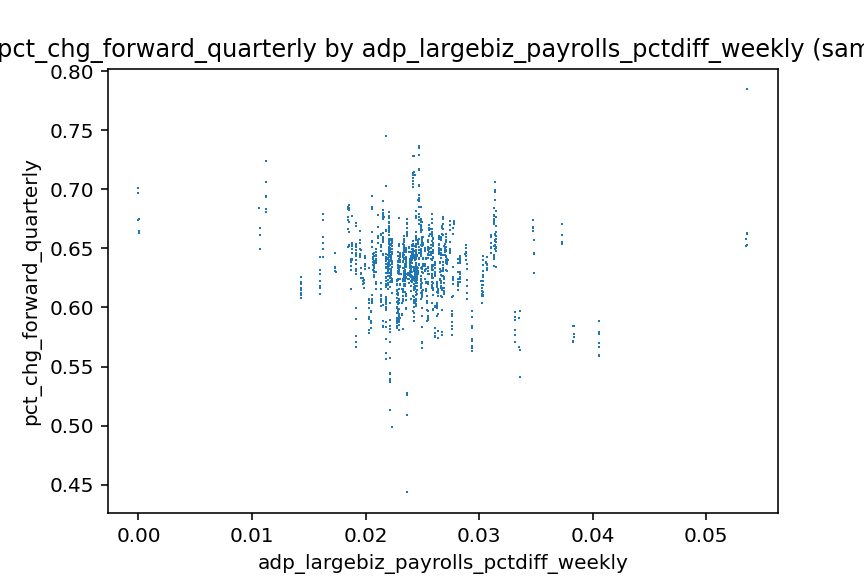 pct_chg_forward_quarterly by adp_largebiz_payrolls_pctdiff_weekly (sam
0.80
0.75
0.70
0.65
0.60
0.55
0.50
0.45
pct_chg_forward_quarterly
0.00 0.01 0.02 0.03 0.04 0.05
adp_largebiz_payrolls_pctdiff_weekly